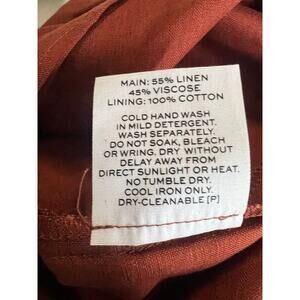 MAIN: 55% LINEN
45% VISCOSE
LINING: 100% COTTON
COLD HAND WASH
IN MILD DETERGENT.
WASH SEPARATELY.
DO NOT SOAK, BLEACH
OR WRING. DRY WITHOUT
DELAY AWAY FROM
DIRECT SUNLIGHT OR HEAT.
NO TUMBLE DRY.
COOL IRON ONLY.
DRY-CLEANABLE [P]